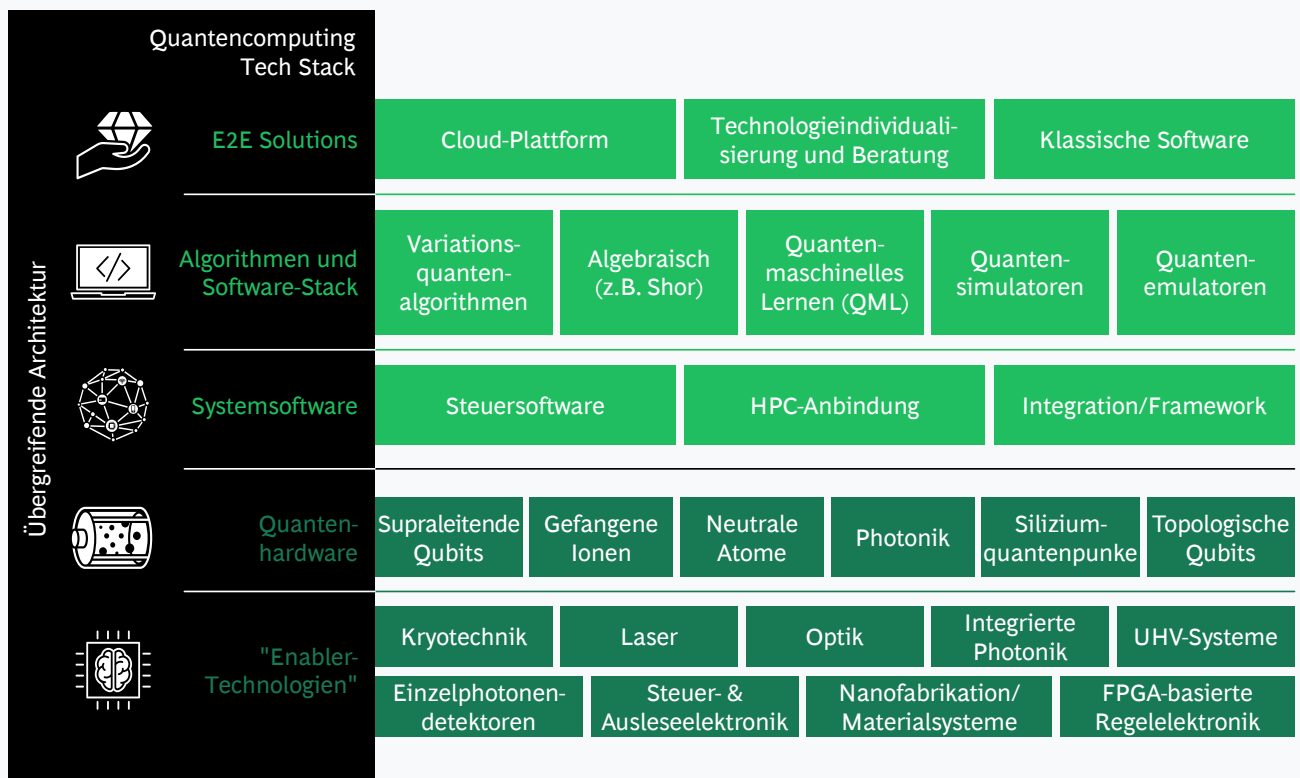 Quantencomputing
Tech Stack
Übergreifende Architektur
E2E Solutions
Cloud-Plattform
Technologieindividuali-
sierung und Beratung
Klassische Software
</>
Algorithmen und
Software-Stack
Variations-
quanten-
algorithmen
Algebraisch
(z.B. Shor)
Quanten-
maschinelles
Lernen (QML)
Quanten-
simulatoren
Quanten-
emulatoren
Systemsoftware
Steuersoftware
HPC-Anbindung
Integration/Framework
Quanten-
hardware
Supraleitende
Qubits
Gefangene
Ionen
Neutrale
Atome
Photonik
Silizium-
quantenpunke
Topologische
Qubits
"Enabler-
Technologien"
Kryotechnik
Laser
Optik
Integrierte
Photonik
UHV-Systeme
Einzelphotonen-
detektoren
Steuer- &
Ausleseelektronik
Nanofabrikation/
Materialsysteme
FPGA-basierte
Regelelektronik